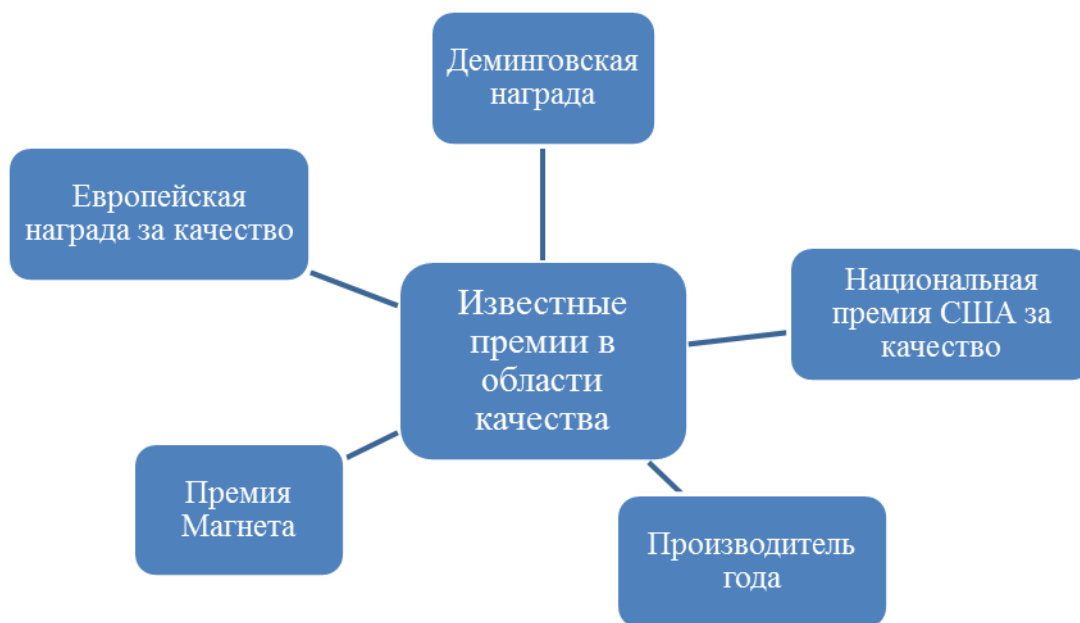 Деминговская
награда
Европейская
награда за качество
Национальная
премия США за
качество
Известные
премии в
области
качества
Премия
Магнета
Производитель
года